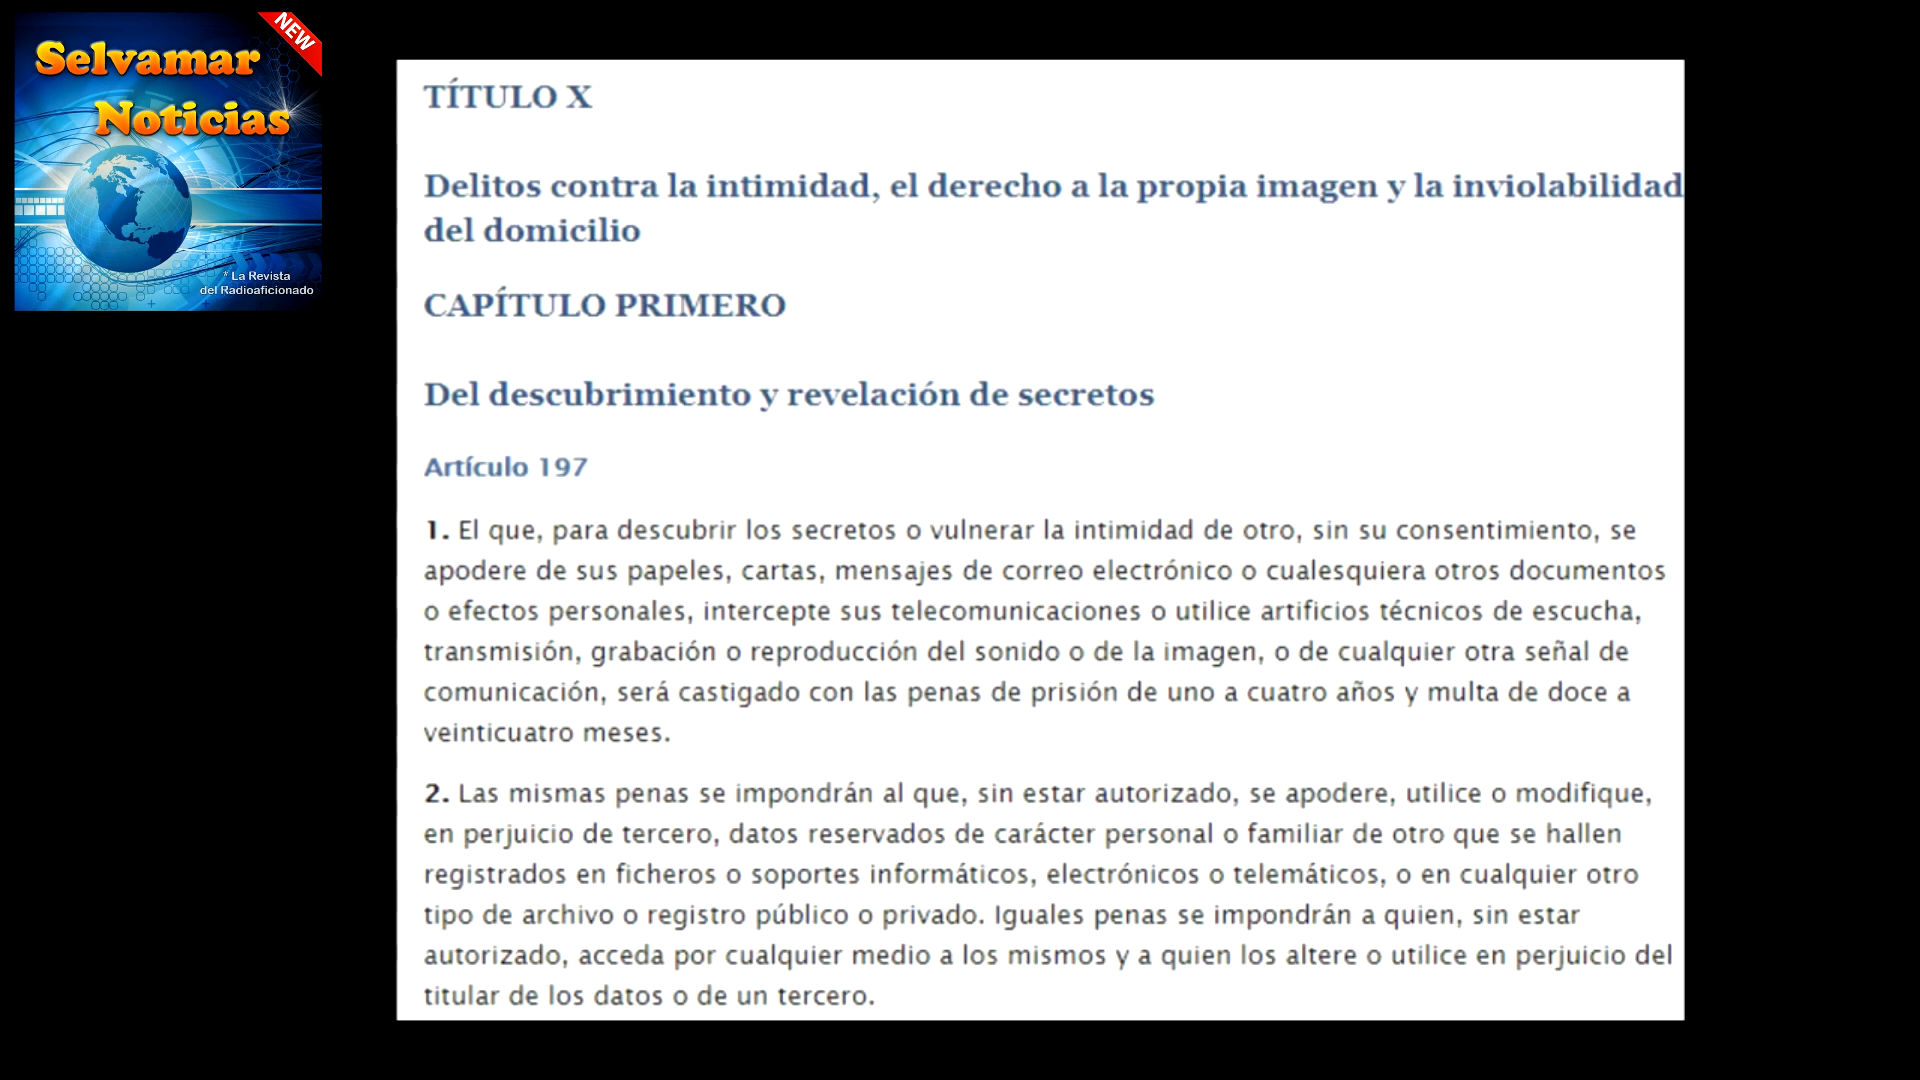 NEW
Selvamar
Noticias
* La Revista
del Radioaficionado
TÍTULO X
Delitos contra la intimidad, el derecho a la propia imagen y la inviolabilidad
del domicilio
CAPÍTULO PRIMERO
Del descubrimiento y revelación de secretos
Artículo 197
1. El que, para descubrir los secretos o vulnerar la intimidad de otro, sin su consentimiento, se
apodere de sus papeles, cartas, mensajes de correo electrónico o cualesquiera otros documentos
o efectos personales, intercepte sus telecomunicaciones o utilice artificios técnicos de escucha,
transmisión, grabación o reproducción del sonido o de la imagen, o de cualquier otra señal de
comunicación, será castigado con las penas de prisión de uno a cuatro años y multa de doce a
veinticuatro meses.
2. Las mismas penas se impondrán al que, sin estar autorizado, se apodere, utilice o modifique,
en perjuicio de tercero, datos reservados de carácter personal o familiar de otro que se hallen
registrados en ficheros o soportes informáticos, electrónicos o telemáticos, o en cualquier otro
tipo de archivo o registro público o privado. Iguales penas se impondrán a quien, sin estar
autorizado, acceda por cualquier medio a los mismos y a quien los altere o utilice en perjuicio del
titular de los datos o de un tercero.